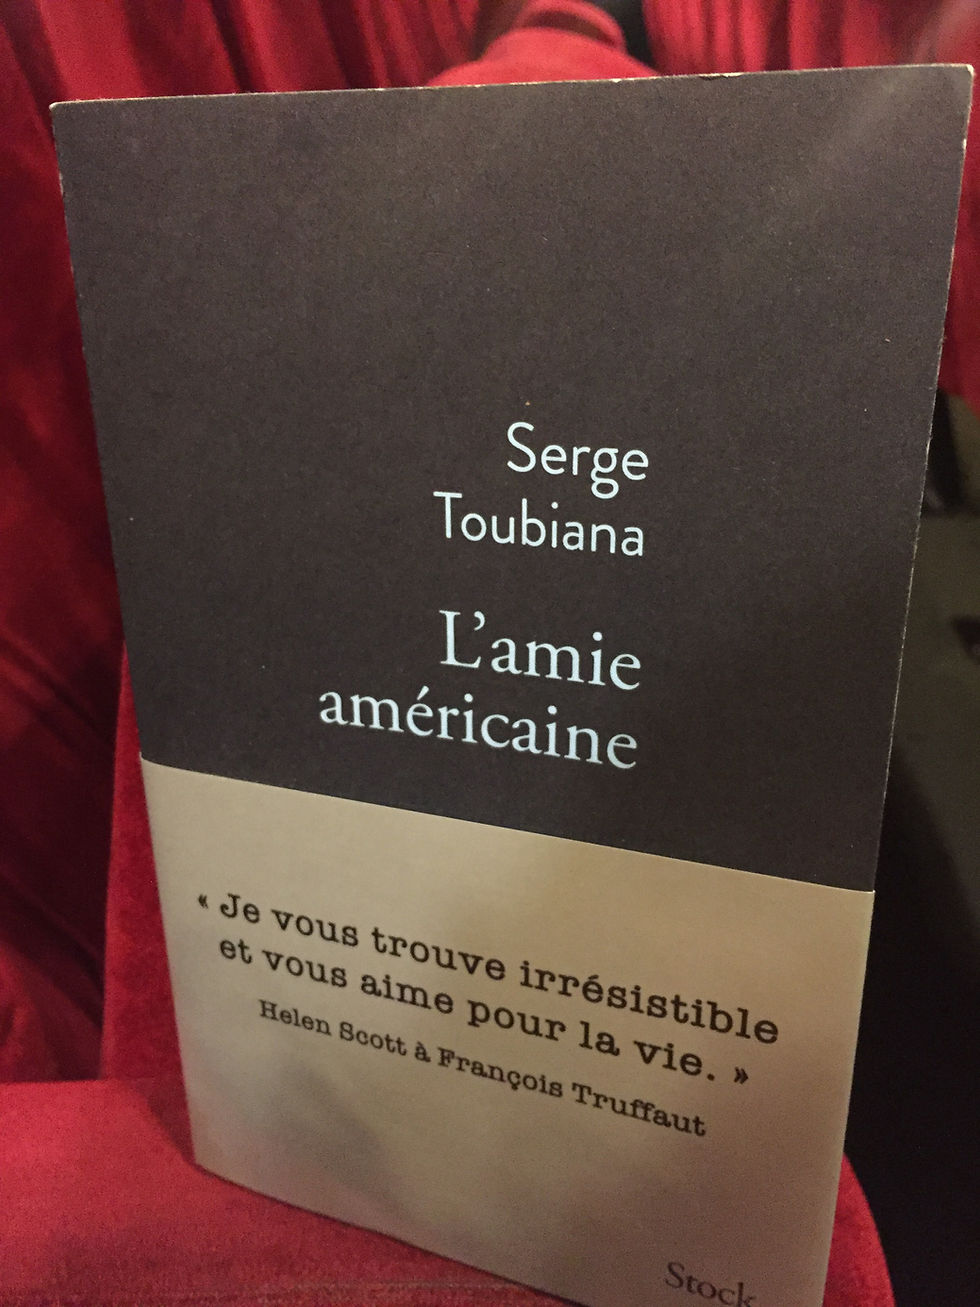 Serge
Toubiana
L'amie
américaine
« Je vous trouve irrésistible
et vous aime pour la vie. »
Helen Scott à François Truffaut
Stock